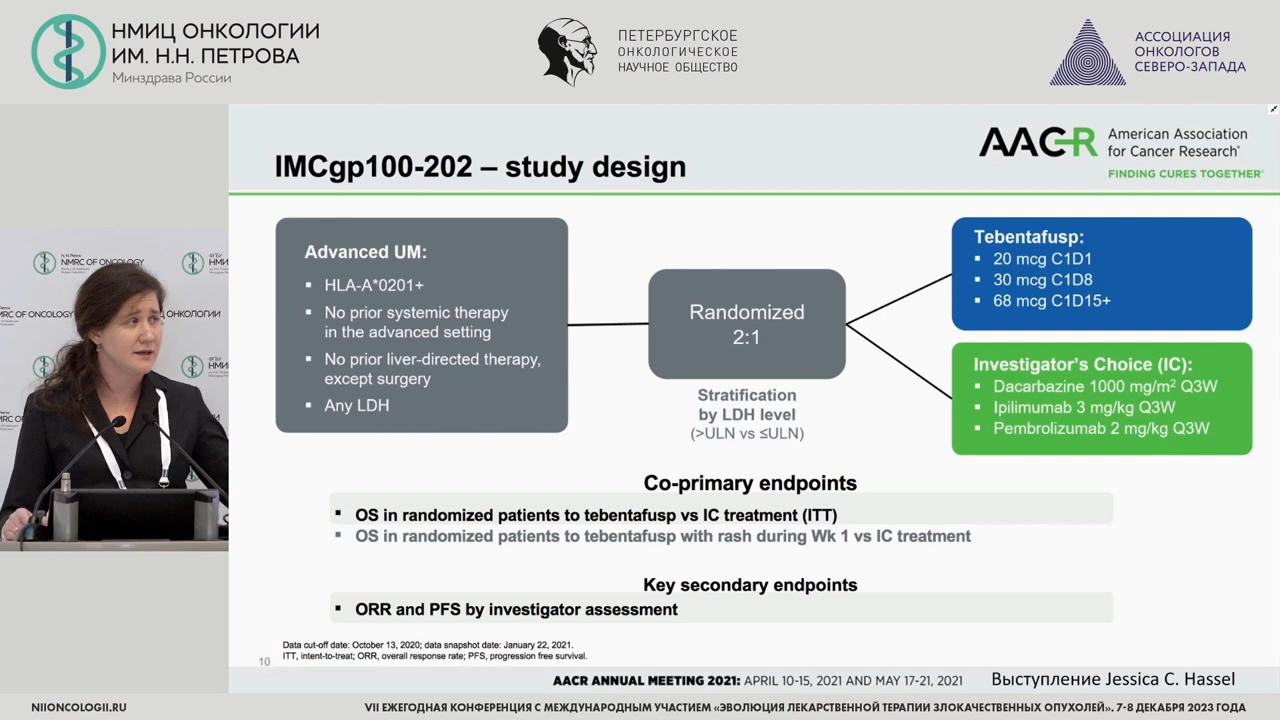 НМИЦ ОНКОЛОГИИ
ИМ. Н.Н. ПЕТРОВА
Минздрава России
ПЕТЕРБУРГСКОЕ
ОНКОЛОГИЧЕСКОЕ
НАУЧНОЕ ОБЩЕСТВО
АССОЦИАЦИЯ
ОНКОЛОГОВ
СЕВЕРО-ЗАПАДА
IMCgp100-202 – study design
AACR American Association
for Cancer Research®
FINDING CURES TOGETHER®
Advanced UM:
▪ HLA-A*0201+
▪ No prior systemic therapy
in the advanced setting
▪ No prior liver-directed therapy,
except surgery
▪ Any LDH
Randomized
2:1
Stratification
by LDH level
(>ULN vs ≤ULN)
Tebentafusp:
▪ 20 mcg C1D1
▪ 30 mcg C1D8
▪ 68 mcg C1D15+
Investigator's Choice (IC):
▪ Dacarbazine 1000 mg/m² Q3W
▪ Ipilimumab 3 mg/kg Q3W
▪ Pembrolizumab 2 mg/kg Q3W
Co-primary endpoints
▪ OS in randomized patients to tebentafusp vs IC treatment (ITT)
▪ OS in randomized patients to tebentafusp with rash during Wk 1 vs IC treatment
Key secondary endpoints
▪ ORR and PFS by investigator assessment
Data cut-off date: October 13, 2020; data snapshot date: January 22, 2021.
ITT, intent-to-treat; ORR, overall response rate; PFS, progression free survival.
10
AACR ANNUAL MEETING 2021: APRIL 10-15, 2021 AND MAY 17-21, 2021
Выступление Jessica C. Hassel
NMRC OF ONCOLOGY
NIIONCOLOGII.RU
VII ЕЖЕГОДНАЯ КОНФЕРЕНЦИЯ С МЕЖДУНАРОДНЫМ УЧАСТИЕМ «ЭВОЛЮЦИЯ ЛЕКАРСТВЕННОЙ ТЕРАПИИ ЗЛОКАЧЕСТВЕННЫХ ОПУХОЛЕЙ». 7-8 ДЕКАБРЯ 2023 ГОДА